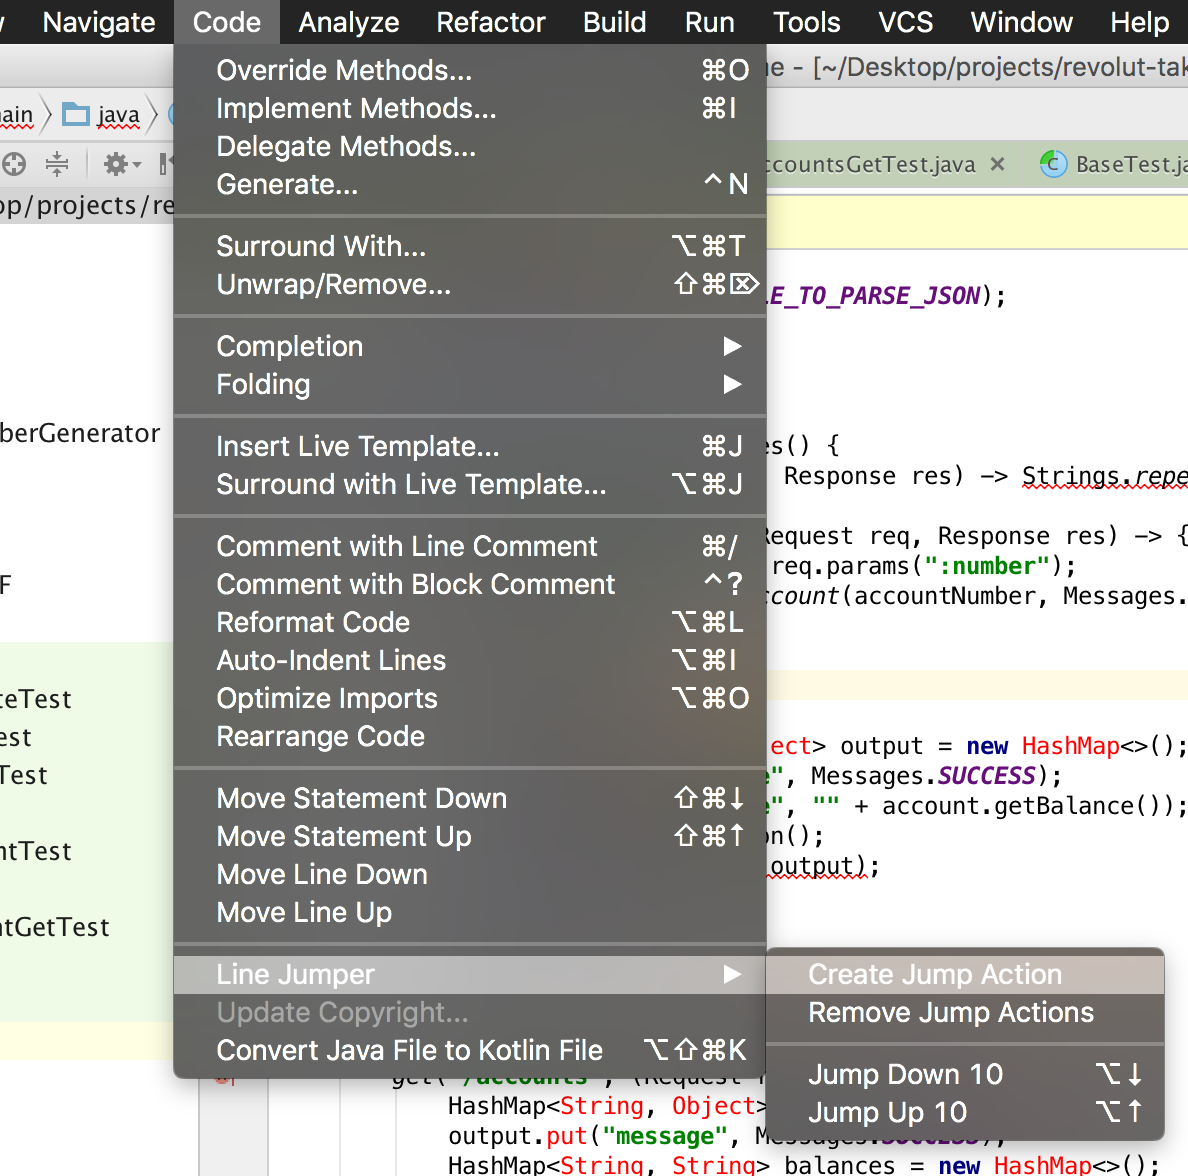 Navigate Code Analyze Refactor Build Run Tools VCS Window Help
Override Methods... ⌘O
- [~/Desktop/projects/revolut-tak
Implement Methods... ⌘I
java
Delegate Methods... 
ccountsGetTest.java × BaseTest.ja
Generate... ^N
op/projects/re
Surround With... ⌥⌘T
Unwrap/Remove... ⇧⌘⌦
LE_TO_PARSE_JSON);
Completion ▶
Folding ▶
berGenerator
Insert Live Template... ⌘J
es() {
Surround with Live Template... ⌥⌘J
Response res) -> Strings.repe
Comment with Line Comment ⌘/
Request req, Response res) -> {
req.params(":number");
Comment with Block Comment ^?
F
ccount(accountNumber, Messages.
Reformat Code ⌥⌘L
Auto-Indent Lines ⌥⌘I
Optimize Imports ⌥⌘O
teTest
Rearrange Code
est
ect> output = new HashMap<>();
Test
", Messages.SUCCESS);
Move Statement Down ⇧⌘↓
", "" + account.getBalance());
Move Statement Up ⇧⌘↑
on();
ntTest
Move Line Down
output);
Move Line Up
ntGetTest
Line Jumper ▶
Create Jump Action
Update Copyright...
Remove Jump Actions
Convert Java File to Kotlin File ⌥⇧⌘K
Jump Down 10 ⌥↓
get("/accounts", (Request
HashMap<String, Object>
Jump Up 10 ⌥↑
output.put("message", Messages.SUCCESS);
HashMap<String, String> balances = new HashMap<>();